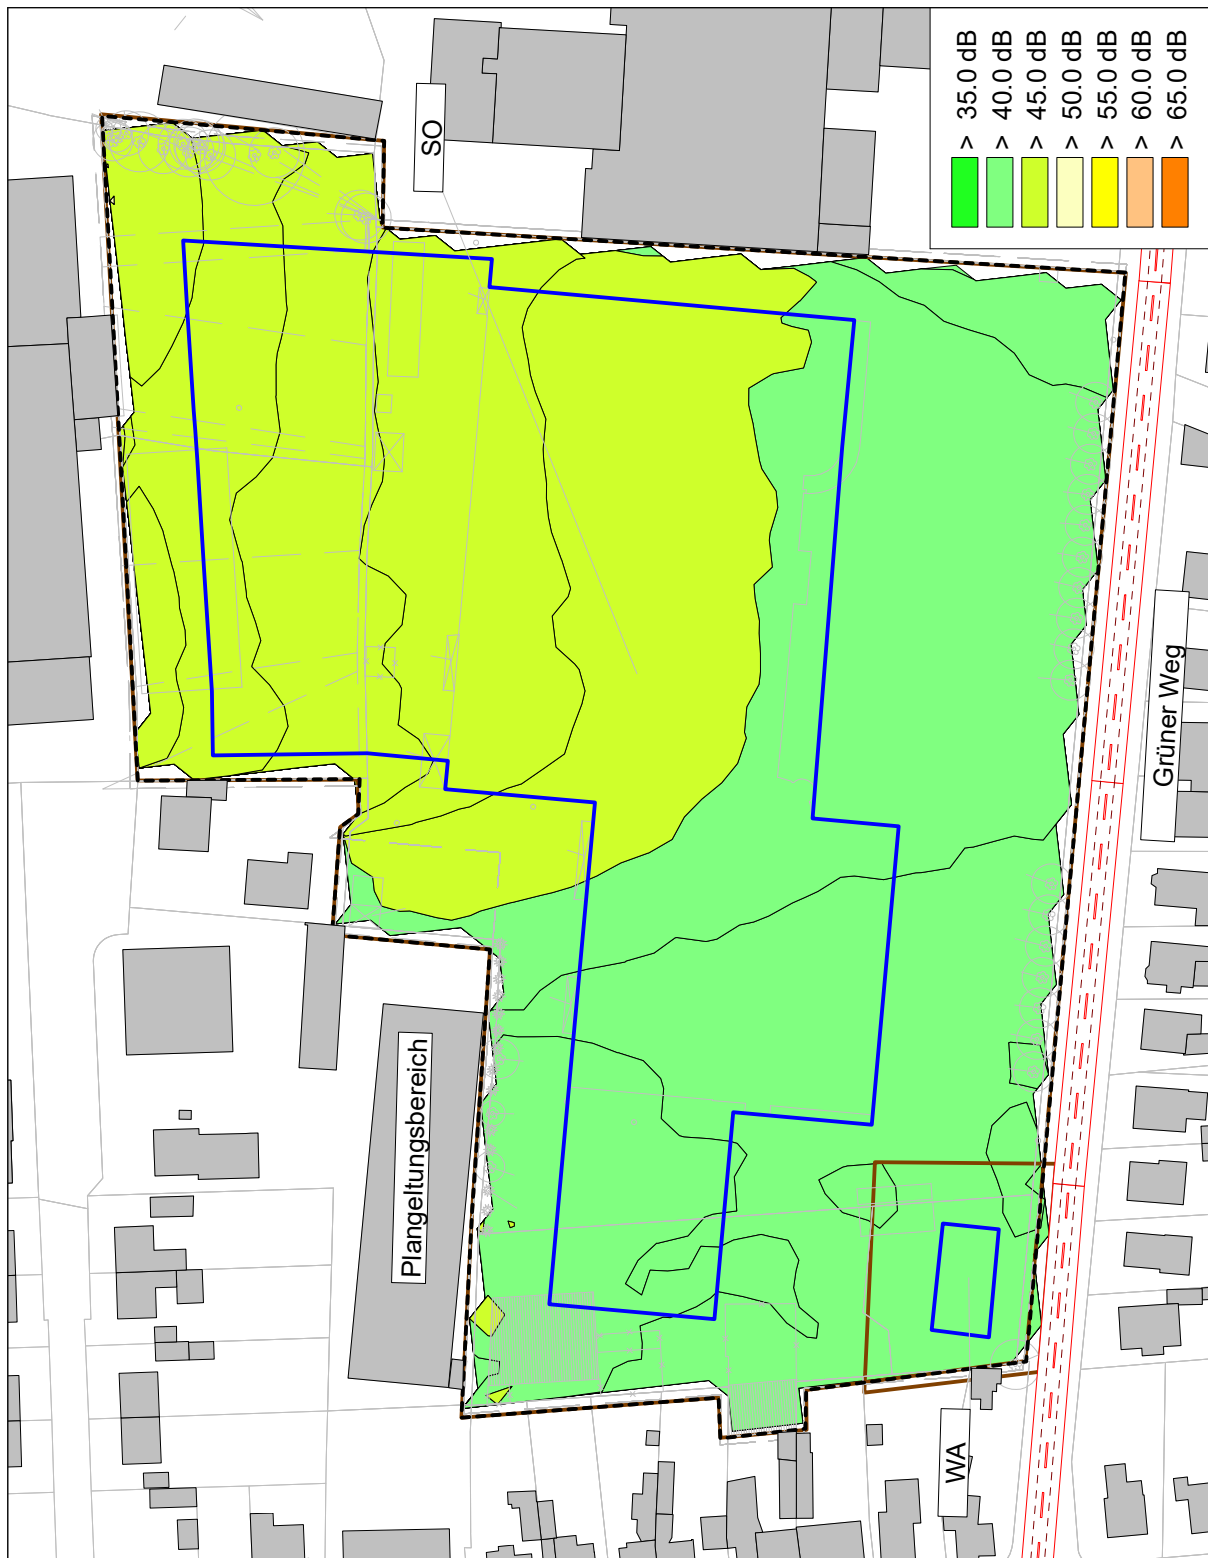 SO
> 35.0 dB
> 40.0 dB
> 45.0 dB
> 50.0 dB
> 55.0 dB
> 60.0 dB
> 65.0 dB
Grüner Weg
Plangeltungsbereich
WA